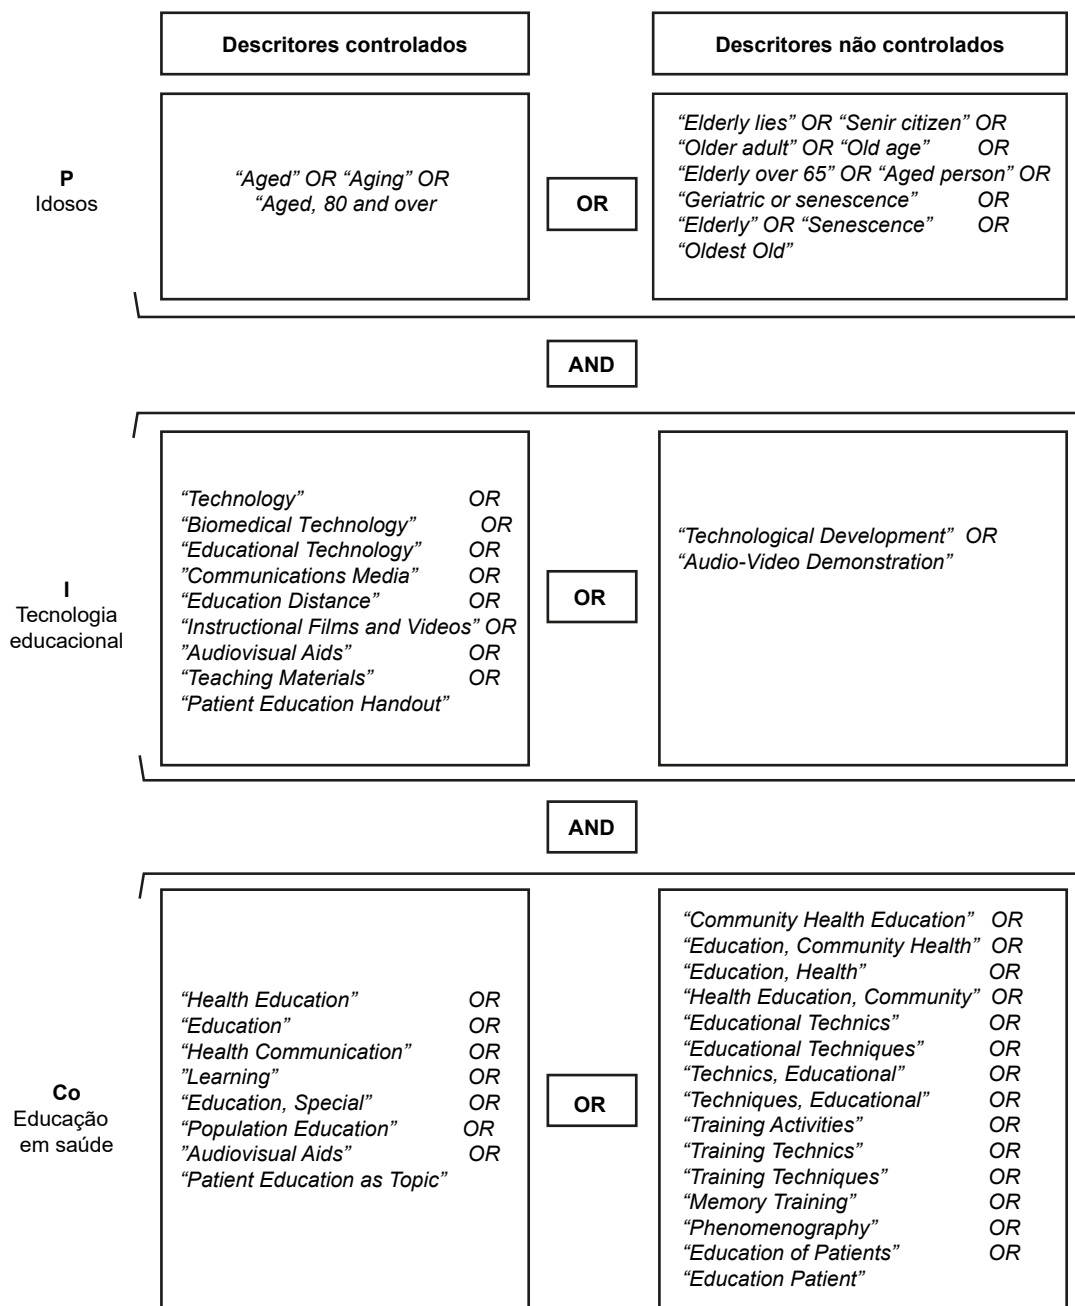 Descritores controlados
Descritores não controlados
P
Idosos
“Aged” OR “Aging” OR
“Aged, 80 and over
OR
“Elderly lies” OR “Senir citizen” OR
“Older adult” OR “Old age” OR
“Elderly over 65” OR “Aged person” OR
“Geriatric or senescence” OR
“Elderly” OR “Senescence” OR
“Oldest Old”
AND
I
Tecnologia
educacional
“Technology” OR
“Biomedical Technology” OR
“Educational Technology” OR
”Communications Media” OR
“Education Distance” OR
“Instructional Films and Videos” OR
”Audiovisual Aids” OR
“Teaching Materials” OR
“Patient Education Handout”
OR
“Technological Development” OR
“Audio-Video Demonstration”
AND
Co
Educação
em saúde
“Health Education” OR
“Education” OR
“Health Communication” OR
”Learning” OR
“Education, Special” OR
“Population Education” OR
”Audiovisual Aids” OR
“Patient Education as Topic”
OR
“Community Health Education” OR
“Education, Community Health” OR
“Education, Health” OR
“Health Education, Community” OR
“Educational Technics” OR
“Educational Techniques” OR
“Technics, Educational” OR
“Techniques, Educational” OR
“Training Activities” OR
“Training Technics” OR
“Training Techniques” OR
“Memory Training” OR
“Phenomenography” OR
“Education of Patients” OR
“Education Patient”